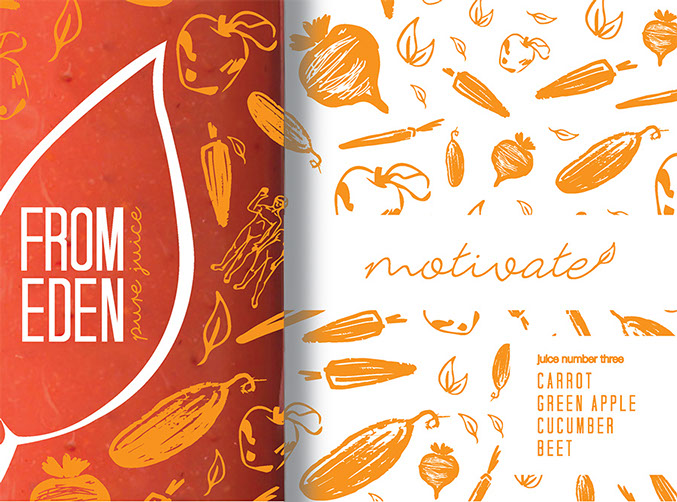 FROM
EDEN
pure juice
motivate
juice number three
CARROT
GREEN APPLE
CUCUMBER
BEET